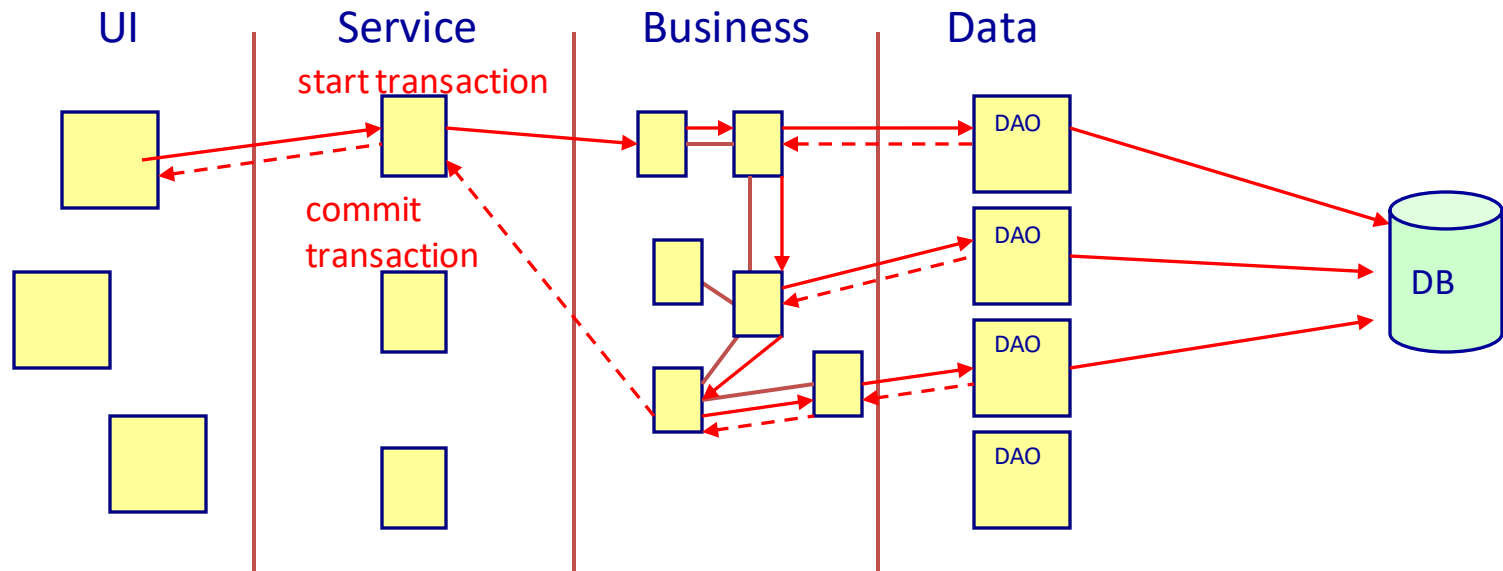 UI
Service
Business
Data
start transaction
commit
transaction
DAO
DAO
DAO
DAO
DB